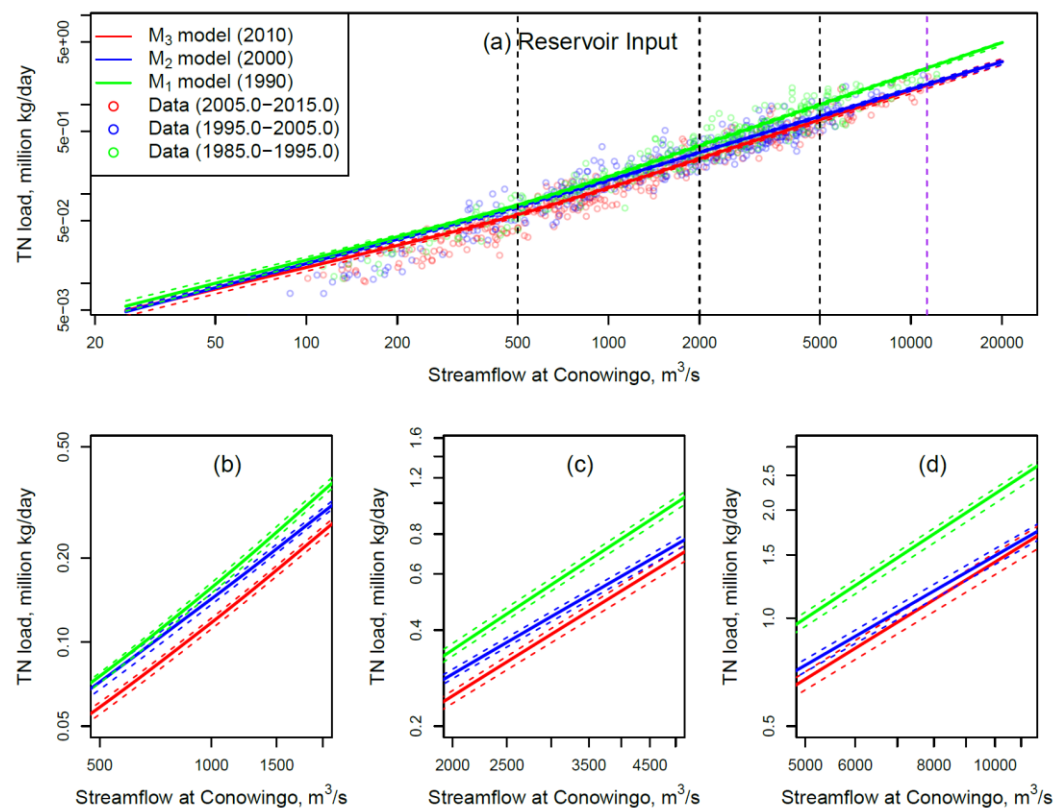 (a) Reservoir Input
M3 model (2010)
M2 model (2000)
M1 model (1990)
Data (2005.0−2015.0)
Data (1995.0−2005.0)
Data (1985.0−1995.0)
TN load, million kg/day
5e−03 5e−02 5e−01 5e+00
20 50 100 200 500 1000 2000 5000 10000 20000
Streamflow at Conowingo, m³/s
(b)
TN load, million kg/day
0.05 0.10 0.20 0.50
500 1000 1500
Streamflow at Conowingo, m³/s
(c)
TN load, million kg/day
0.2 0.4 0.6 0.8 1.2 1.6
2000 2500 3500 4500
Streamflow at Conowingo, m³/s
(d)
TN load, million kg/day
0.5 1.0 1.5 2.0 2.5
5000 6000 8000 10000
Streamflow at Conowingo, m³/s